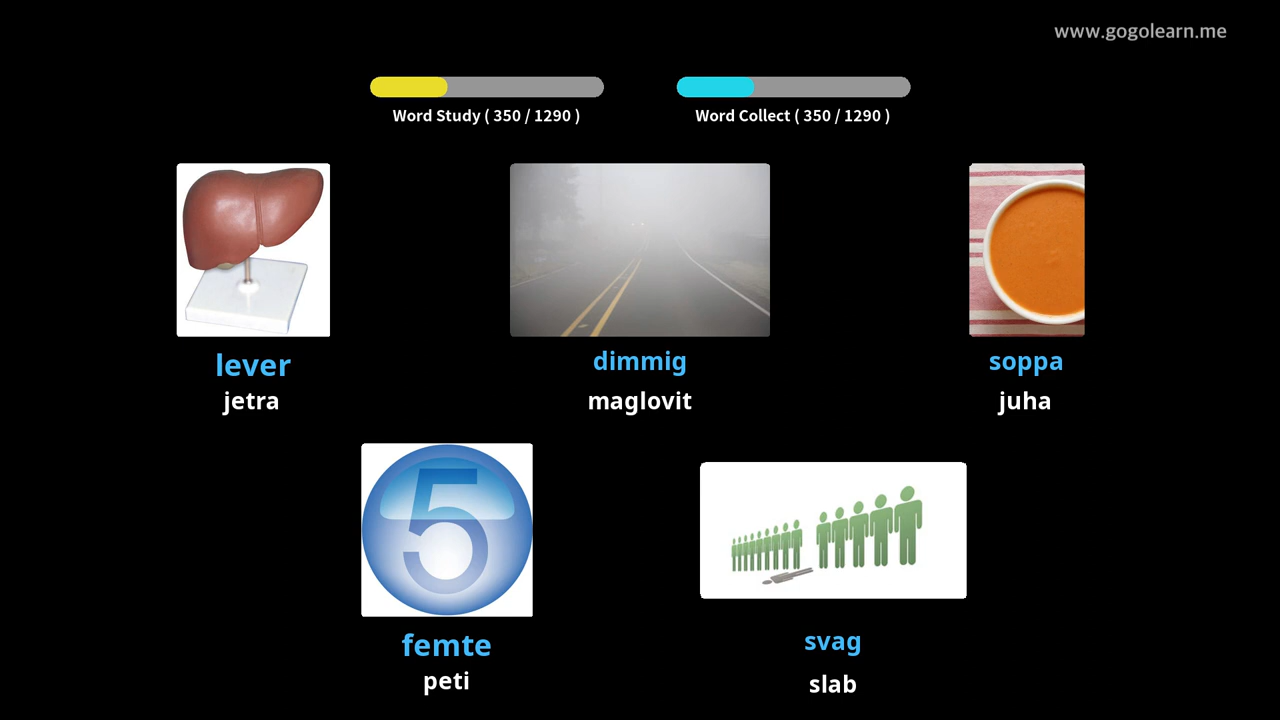 www.gogolearn.me
Word Study ( 350 / 1290 )
Word Collect ( 350 / 1290 )
lever
jetra
dimmig
maglovit
soppa
juha
5
femte
peti
svag
slab